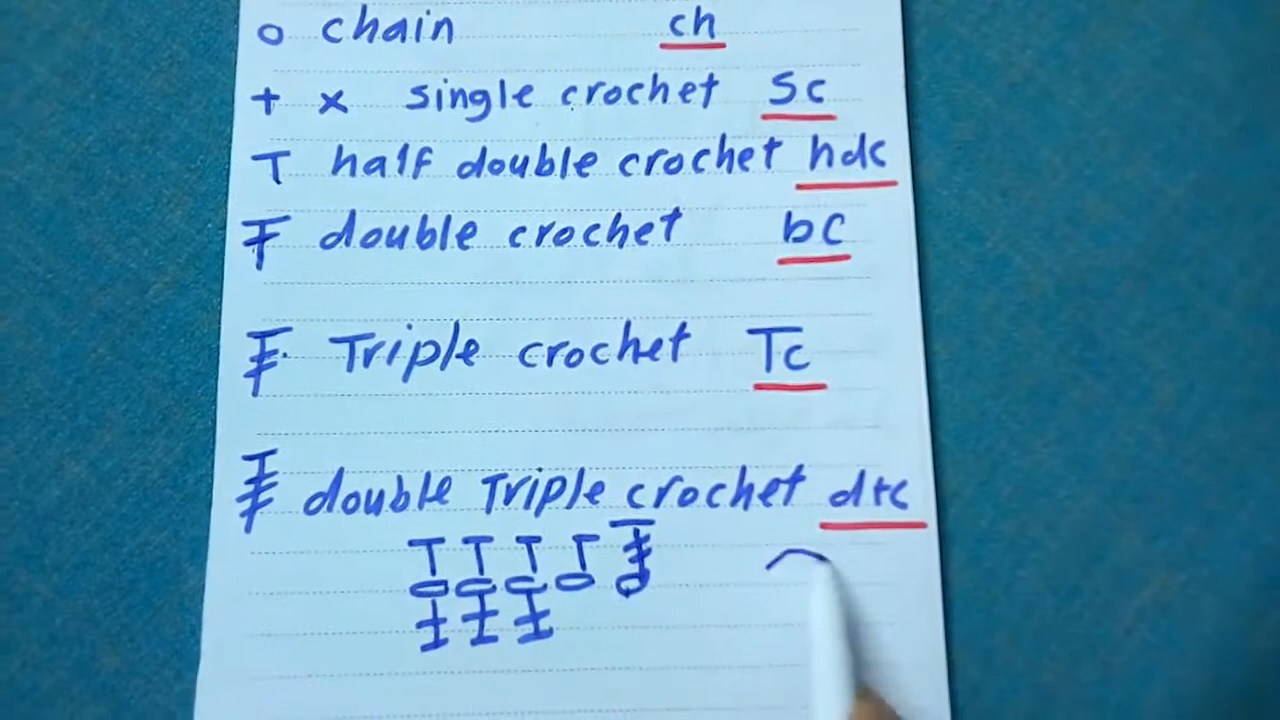 o chain ch
+ x single crochet Sc
T half double crochet hdc
double crochet bc
Triple crochet Tc
double Triple crochet dtc